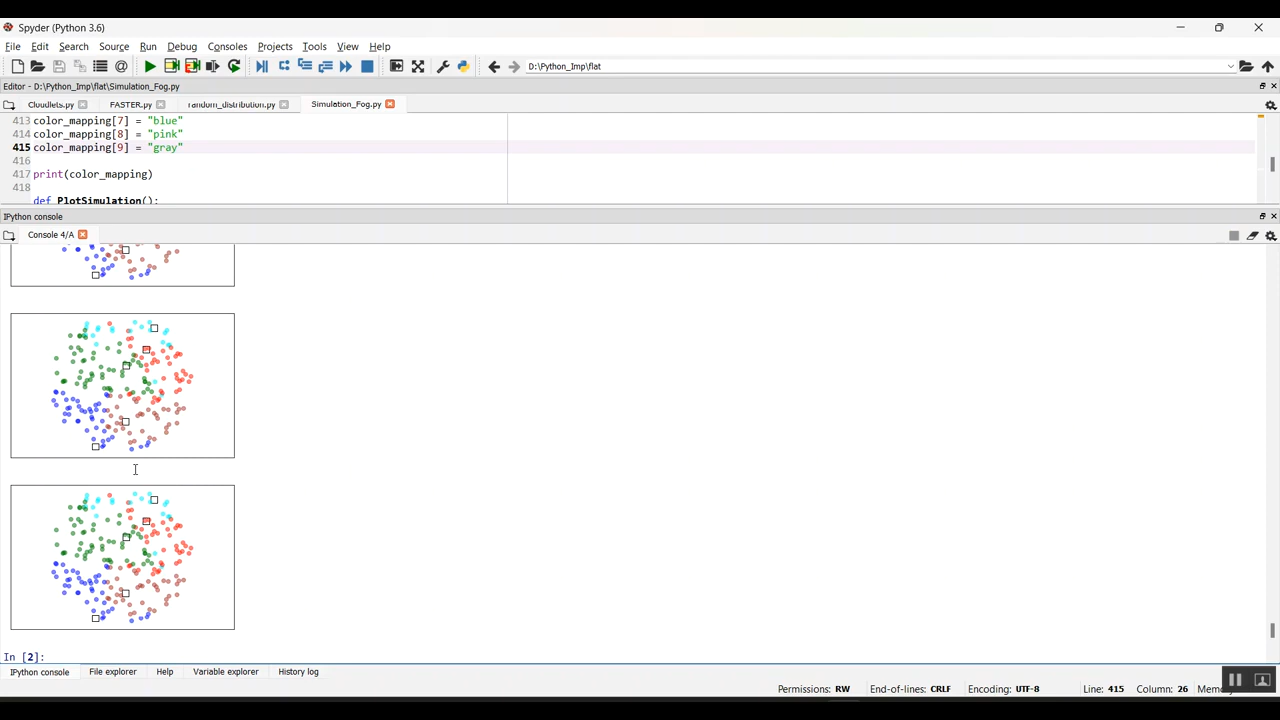 Spyder (Python 3.6)
File Edit Search Source Run Debug Consoles Projects Tools View Help
D:\Python_Imp\flat
Editor - D:\Python_Imp\flat\Simulation_Fog.py
Cloudlets.py FASTER.py random_distribution.py Simulation_Fog.py
413 color_mapping[7] = "blue"
414 color_mapping[8] = "pink"
415 color_mapping[9] = "gray"
416
417 print(color_mapping)
418
def PlotSimulation():
IPython console
Console 4/A
In [2]:
IPython console File explorer Help Variable explorer History log
Permissions: RW End-of-lines: CRLF Encoding: UTF-8 Line: 415 Column: 26